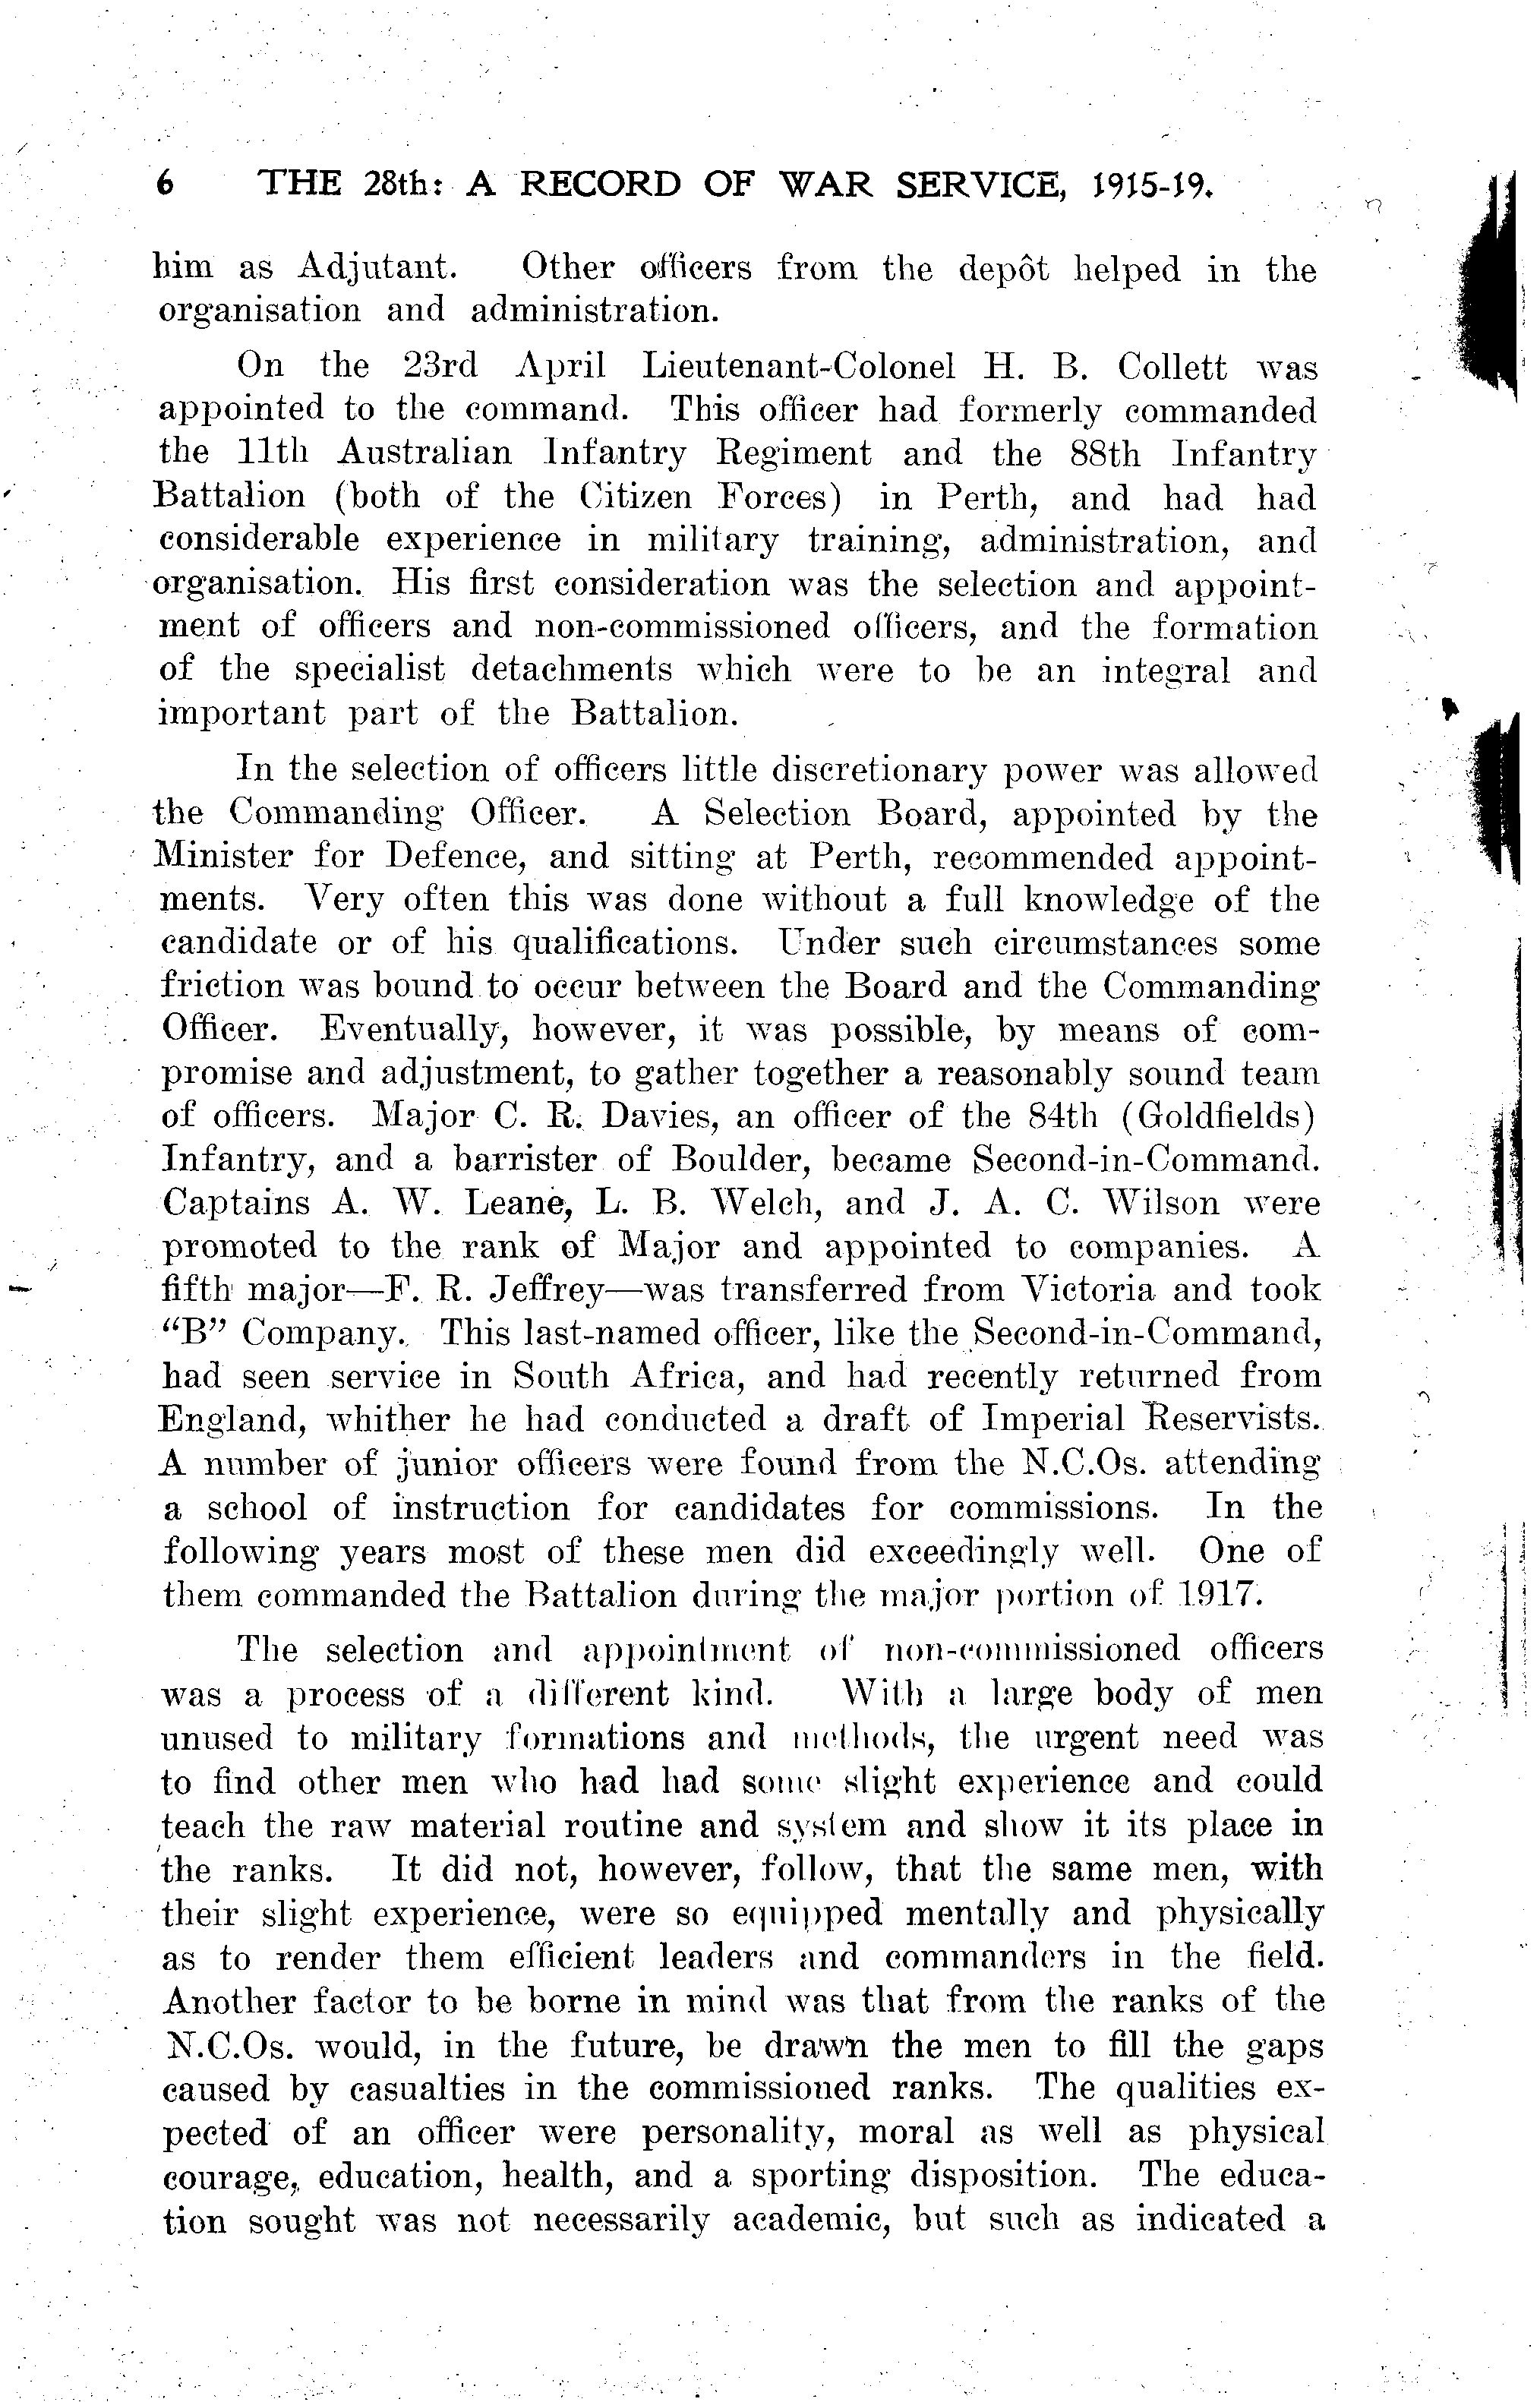 6 THE 28th: A RECORD OF WAR SERVICE, 1915-19.
him as Adjutant. Other officers from the depôt helped in the
organisation and administration.
On the 23rd April Lieutenant-Colonel H. B. Collett was
appointed to the command. This officer had formerly commanded
the 11th Australian Infantry Regiment and the 88th Infantry
Battalion (both of the Citizen Forces) in Perth, and had had
considerable experience in military training, administration, and
organisation. His first consideration was the selection and appoint-
ment of officers and non-commissioned officers, and the formation
of the specialist detachments which were to be an integral and
important part of the Battalion.
In the selection of officers little discretionary power was allowed
the Commanding Officer. A Selection Board, appointed by the
Minister for Defence, and sitting at Perth, recommended appoint-
ments. Very often this was done without a full knowledge of the
candidate or of his qualifications. Under such circumstances some
friction was bound to occur between the Board and the Commanding
Officer. Eventually, however, it was possible, by means of com-
promise and adjustment, to gather together a reasonably sound team
of officers. Major C. R. Davies, an officer of the 84th (Goldfields)
Infantry, and a barrister of Boulder, became Second-in-Command.
Captains A. W. Leane, L. B. Welch, and J. A. C. Wilson were
promoted to the rank of Major and appointed to companies. A
fifth major—F. R. Jeffrey—was transferred from Victoria and took
"B" Company. This last-named officer, like the Second-in-Command,
had seen service in South Africa, and had recently returned from
England, whither he had conducted a draft of Imperial Reservists.
A number of junior officers were found from the N.C.Os. attending
a school of instruction for candidates for commissions. In the
following years most of these men did exceedingly well. One of
them commanded the Battalion during the major portion of 1917.
The selection and appointment of non-commissioned officers
was a process of a different kind. With a large body of men
unused to military formations and methods, the urgent need was
to find other men who had had some slight experience and could
teach the raw material routine and system and show it its place in
the ranks. It did not, however, follow, that the same men, with
their slight experience, were so equipped mentally and physically
as to render them efficient leaders and commanders in the field.
Another factor to be borne in mind was that from the ranks of the
N.C.Os. would, in the future, be drawn the men to fill the gaps
caused by casualties in the commissioned ranks. The qualities ex-
pected of an officer were personality, moral as well as physical
courage, education, health, and a sporting disposition. The educa-
tion sought was not necessarily academic, but such as indicated a